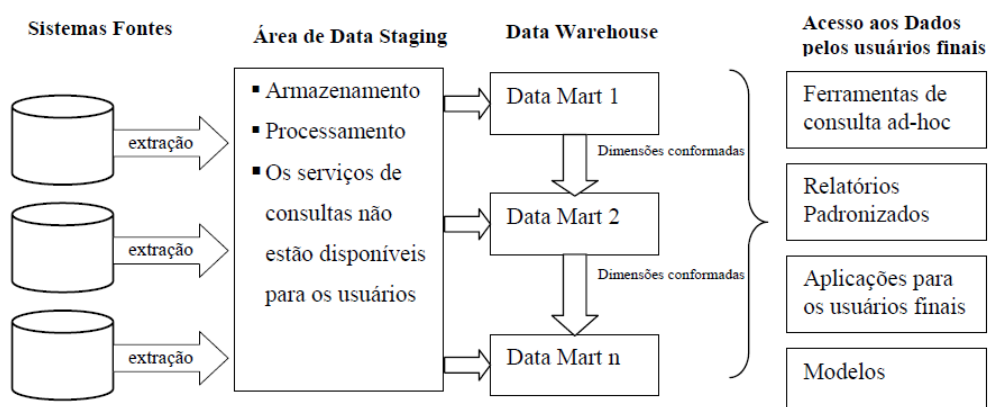 Sistemas Fontes
extração
extração
extração
Área de Data Staging
▪ Armazenamento
▪ Processamento
▪ Os serviços de
consultas não
estão disponíveis
para os usuários
Data Warehouse
Data Mart 1
Dimensões conformadas
Data Mart 2
Dimensões conformadas
Data Mart n
Acesso aos Dados
pelos usuários finais
Ferramentas de
consulta ad-hoc
Relatórios
Padronizados
Aplicações para
os usuários finais
Modelos